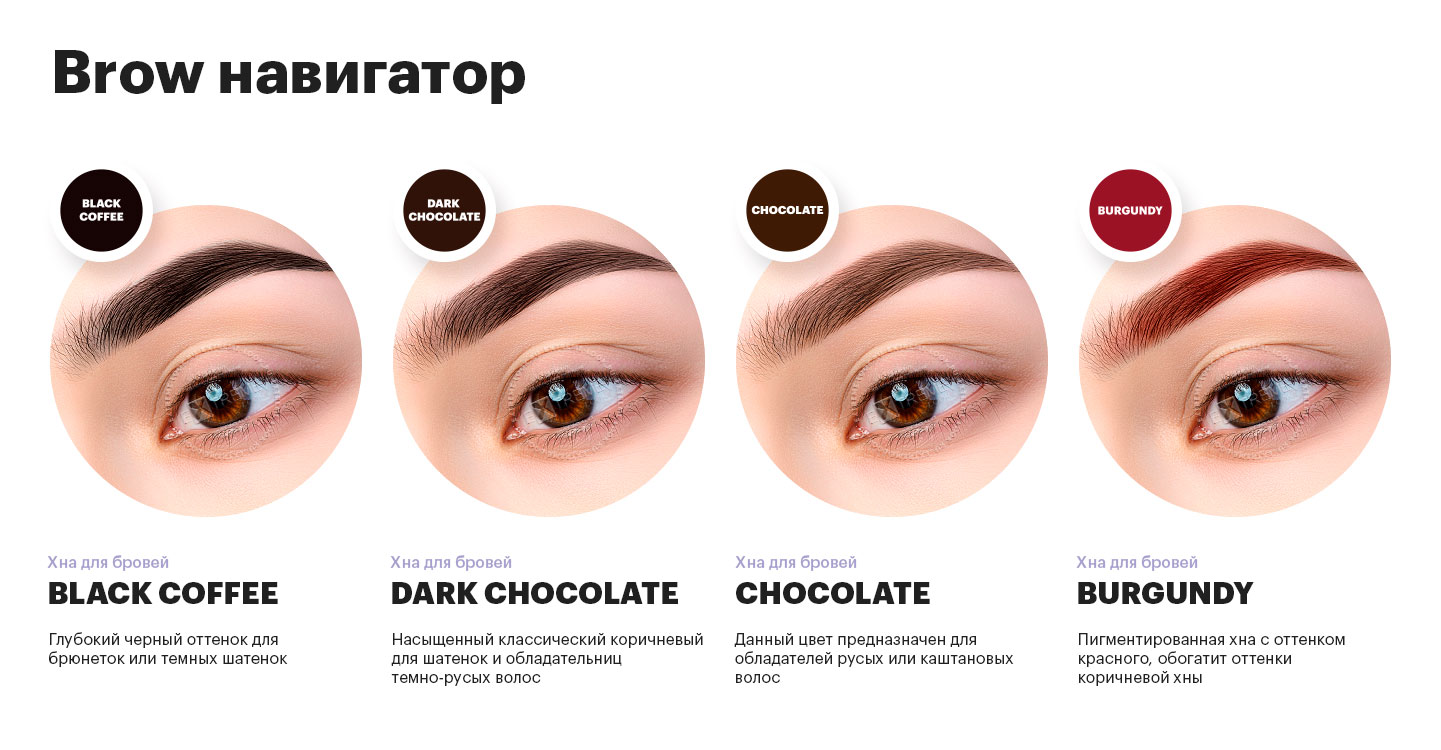 Brow навигатор
BLACK
COFFEE
DARK
CHOCOLATE
CHOCOLATE
BURGUNDY
Хна для бровей
BLACK COFFEE
Глубокий черный оттенок для
брюнеток или темных шатенок
Хна для бровей
DARK CHOCOLATE
Насыщенный классический коричневый
для шатенок и обладательниц
темно-русых волос
Хна для бровей
CHOCOLATE
Данный цвет предназначен для
обладателей русых или каштановых
волос
Хна для бровей
BURGUNDY
Пигментированная хна с оттенком
красного, обогатит оттенки
коричневой хны